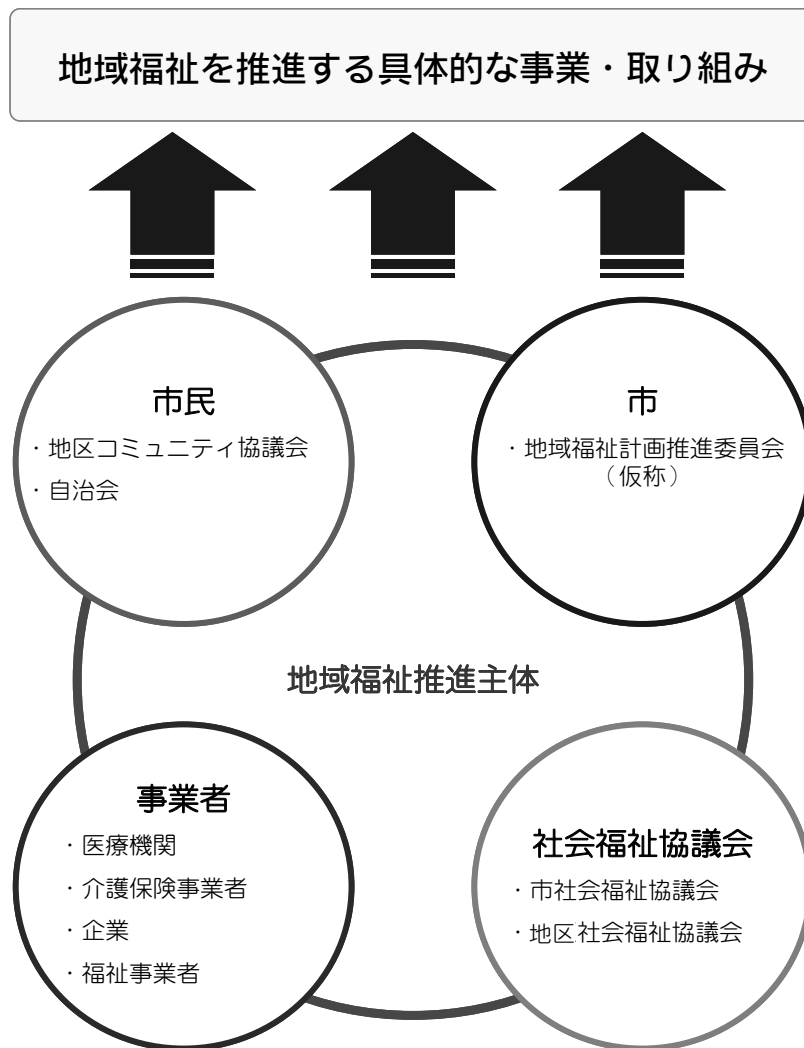 地域福祉を推進する具体的な事業・取り組み
市民
・地区コミュニティ協議会
・自治会
市
・地域福祉計画推進委員会
（仮称）
地域福祉推進主体
事業者
・医療機関
・介護保険事業者
・企業
・福祉事業者
社会福祉協議会
・市社会福祉協議会
・地区社会福祉協議会